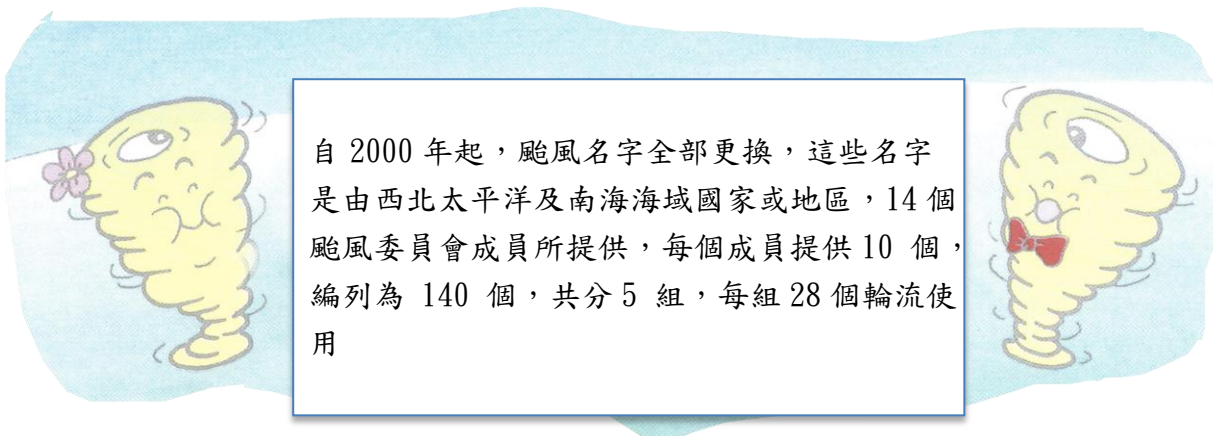 自 2000 年起，颱風名字全部更換，這些名字
是由西北太平洋及南海海域國家或地區，14 個
颱風委員會成員所提供，每個成員提供 10 個，
編列為 140 個，共分 5 組，每組 28 個輪流使
用